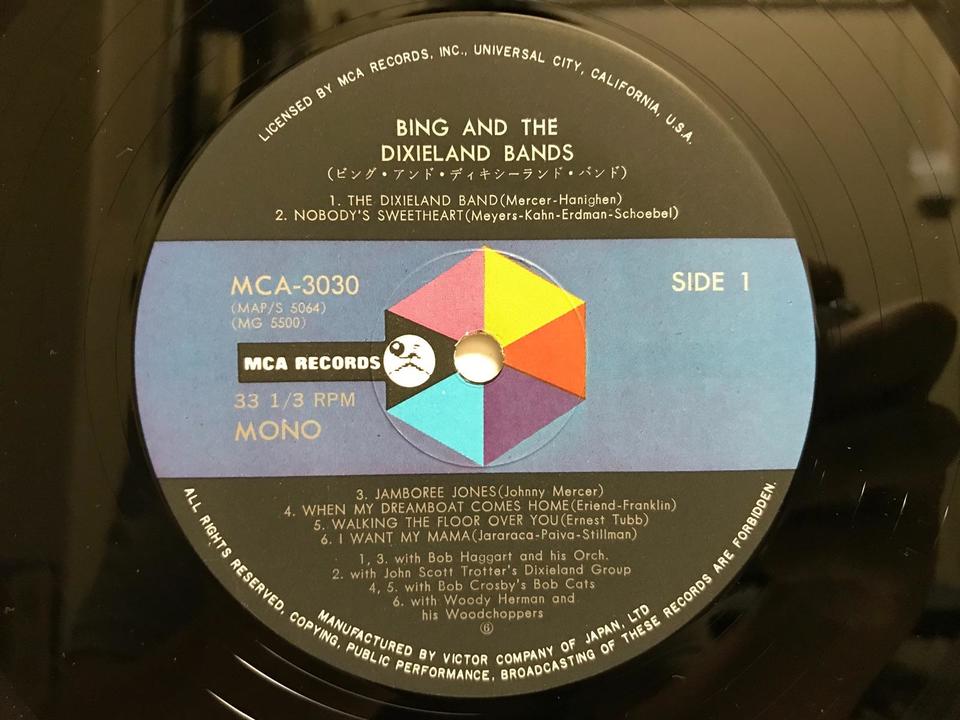 LICENSED BY MCA RECORDS, INC., UNIVERSAL CITY, CALIFORNIA, U.S.A.
BING AND THE
DIXIELAND BANDS
(ビング・アンド・ディキシーランド・バンド)
1. THE DIXIELAND BAND(Mercer-Hanighen)
2. NOBODY'S SWEETHEART(Meyers-Kahn-Erdman-Schoebel)
MCA-3030
SIDE 1
(MAP/S 5064)
(MG 5500)
MCA RECORDS
33 1/3 RPM
MONO
3. JAMBOREE JONES(Johnny Mercer)
4. WHEN MY DREAMBOAT COMES HOME(Eriend-Franklin)
5. WALKING THE FLOOR OVER YOU(Ernest Tubb)
6. I WANT MY MAMA(Jararaca-Paiva-Stillman)
1, 3. with Bob Haggart and his Orch.
2. with John Scott Trotter's Dixieland Group
4, 5. with Bob Crosby's Bob Cats
6. with Woody Herman and
his Woodchoppers
⑥
MANUFACTURED BY VICTOR COMPANY OF JAPAN, LTD
ALL RIGHTS RESERVED, COPYING, PUBLIC PERFORMANCE, BROADCASTING OF THESE RECORDS ARE FORBIDDEN.